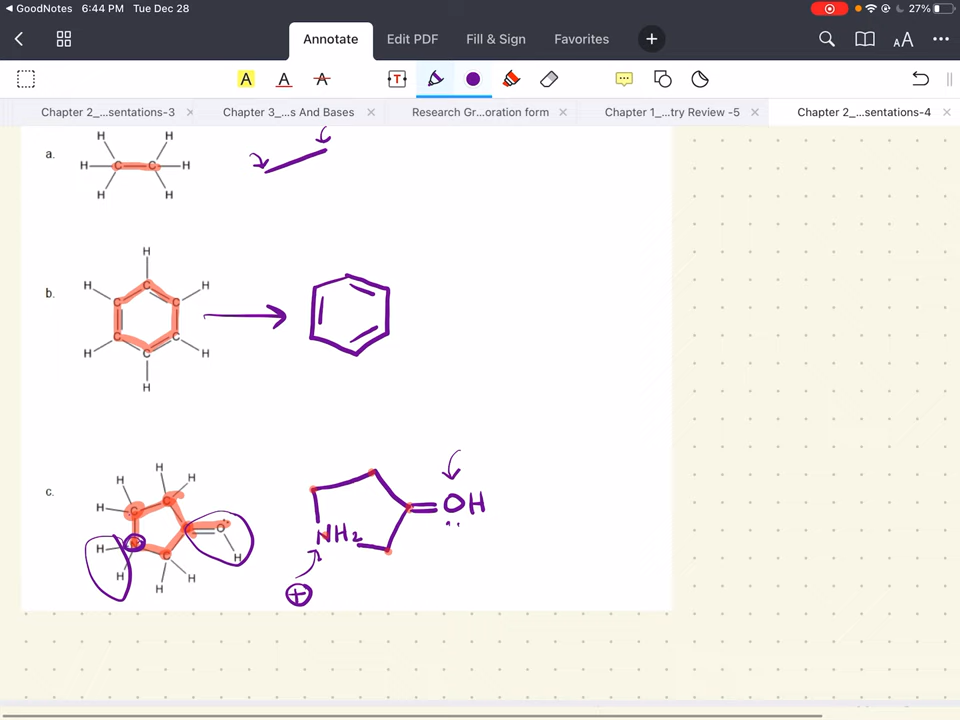 GoodNotes 6:44 PM Tue Dec 28 27%
Annotate Edit PDF Fill & Sign Favorites
A A A T
Chapter 2_...sentations-3 Chapter 3_...s And Bases Research Gr...oration form Chapter 1_...try Review -5 Chapter 2_...sentations-4
a.
H H
H C C H
H H
b.
H
H C H
C C
C C
H C H
H
c.
H
H C H
H C O
H H
H C H
H
OH
NH2
+